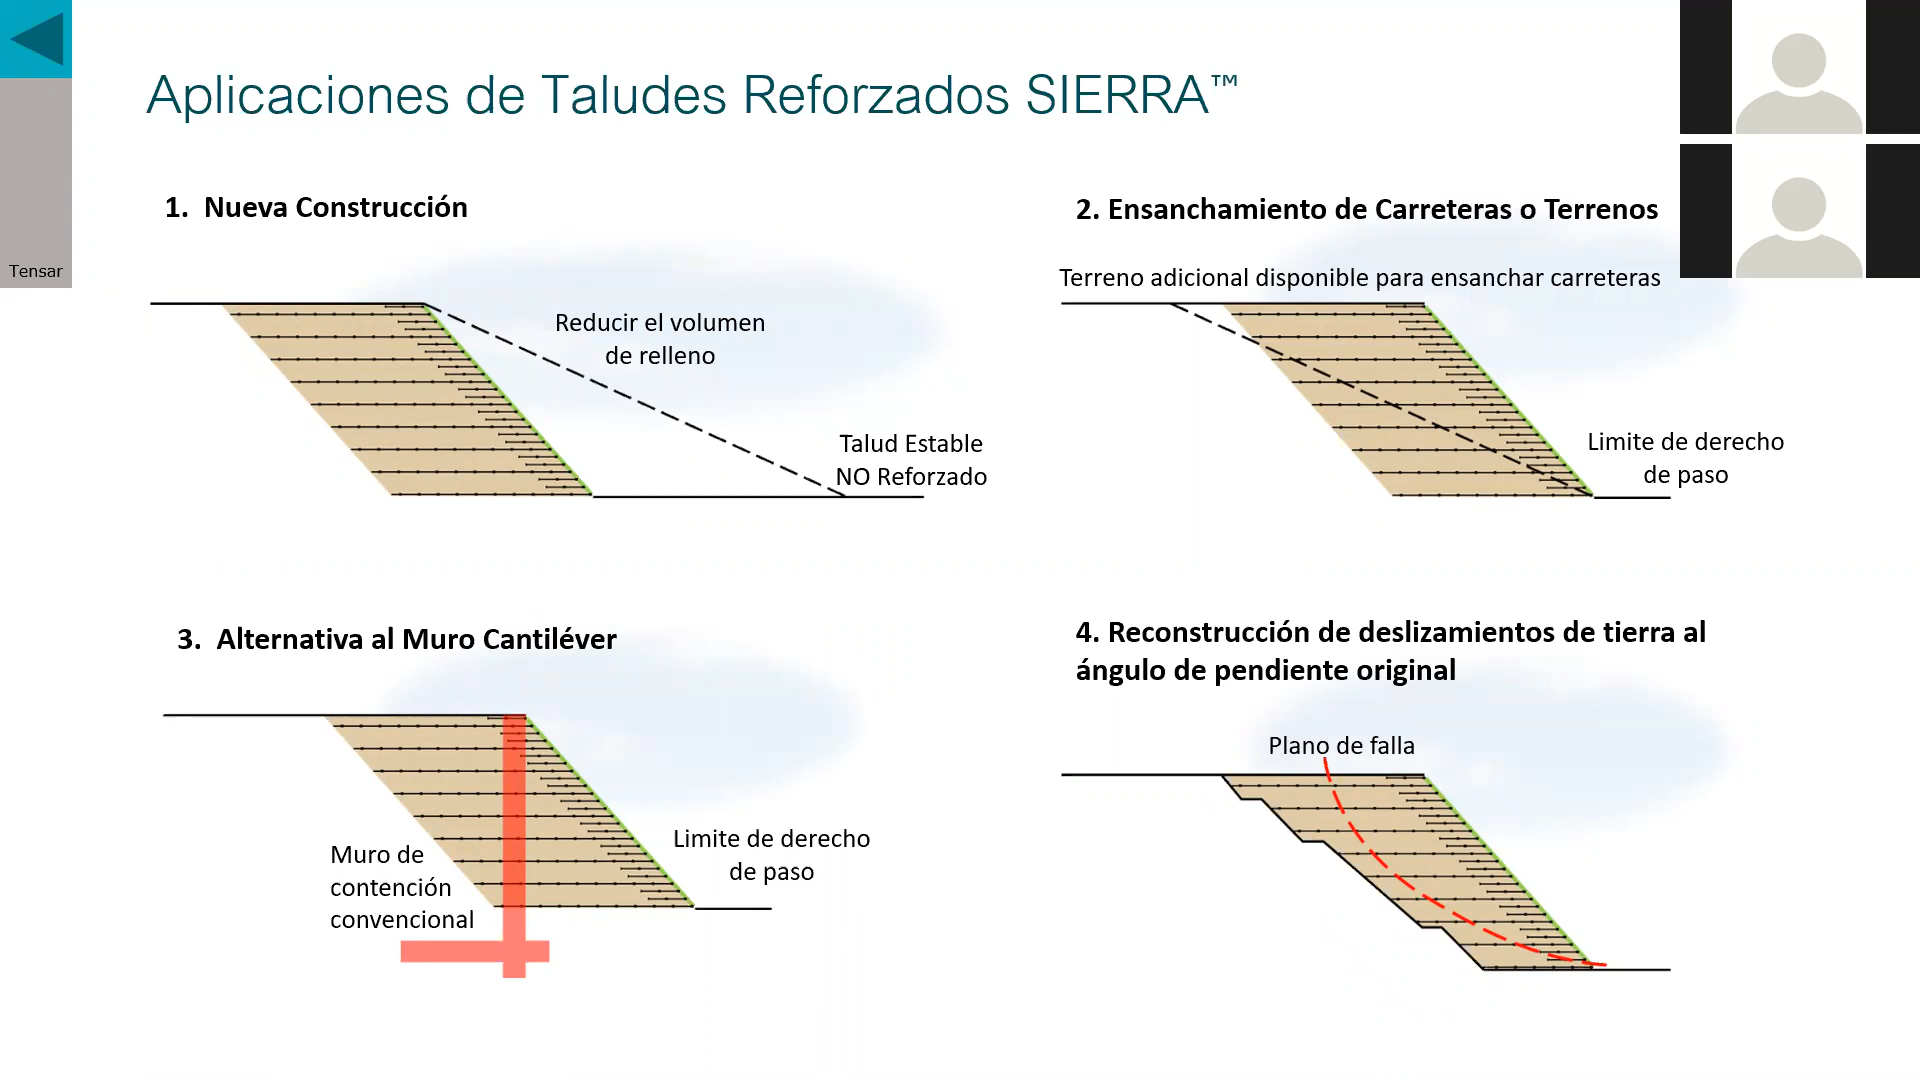 Aplicaciones de Taludes Reforzados SIERRA™
Tensar
1. Nueva Construcción
Reducir el volumen
de relleno
Talud Estable
NO Reforzado
2. Ensanchamiento de Carreteras o Terrenos
Terreno adicional disponible para ensanchar carreteras
Limite de derecho
de paso
3. Alternativa al Muro Cantiléver
Muro de
contención
convencional
Limite de derecho
de paso
4. Reconstrucción de deslizamientos de tierra al
ángulo de pendiente original
Plano de falla